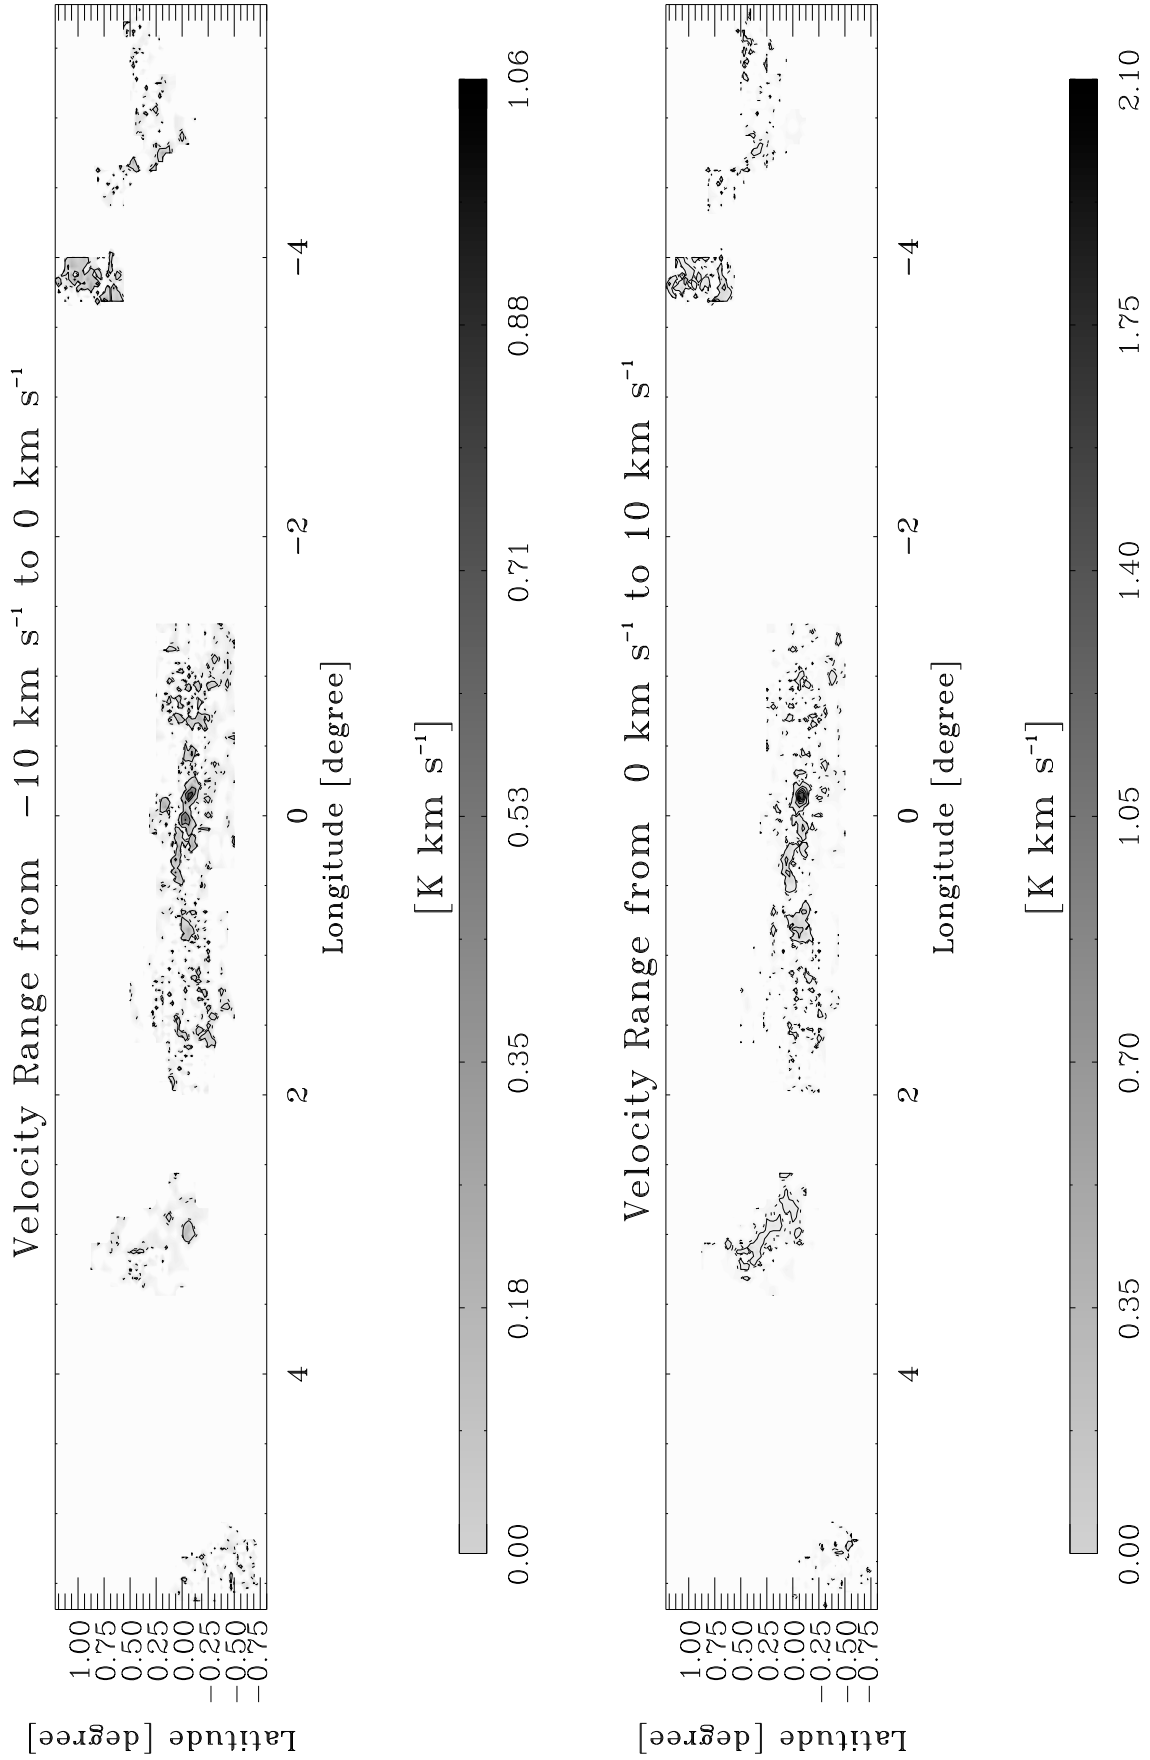 Velocity Range from −10 km s⁻¹ to 0 km s⁻¹
Latitude [degree]
1.00
0.75
0.50
0.25
0.00
−0.25
−0.50
−0.75
4 2 0 −2 −4
Longitude [degree]
[K km s⁻¹]
0.00 0.18 0.35 0.53 0.71 0.88 1.06
Velocity Range from 0 km s⁻¹ to 10 km s⁻¹
Latitude [degree]
1.00
0.75
0.50
0.25
0.00
−0.25
−0.50
−0.75
4 2 0 −2 −4
Longitude [degree]
[K km s⁻¹]
0.00 0.35 0.70 1.05 1.40 1.75 2.10